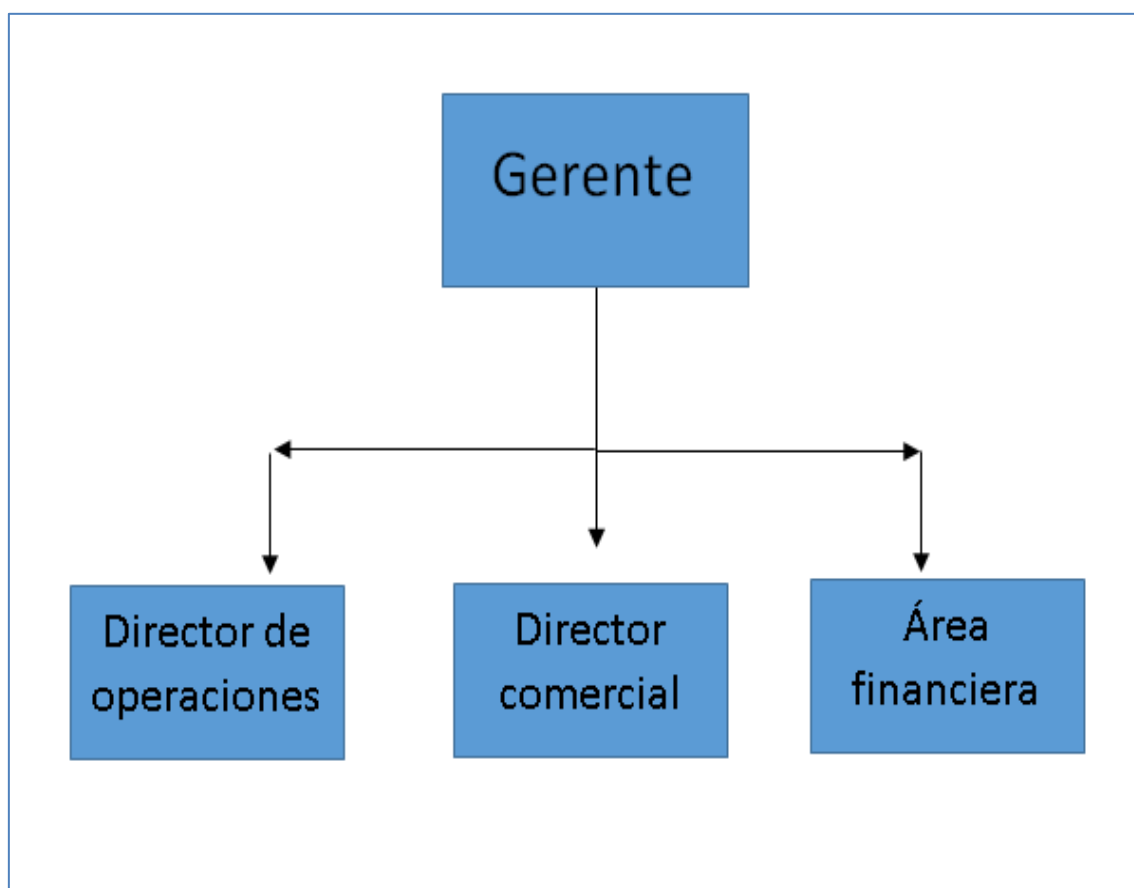 Gerente
Director de
operaciones
Director
comercial
Área
financiera